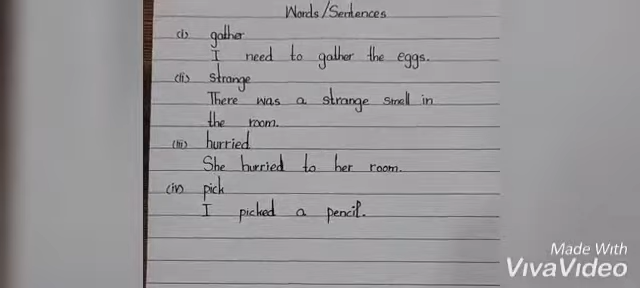 Words/Sentences
(i) gather
I need to gather the eggs.
(ii) strange
There was a strange smell in
the room.
(iii) hurried
She hurried to her room.
(iv) pick
I picked a pencil.
Made With
VivaVideo